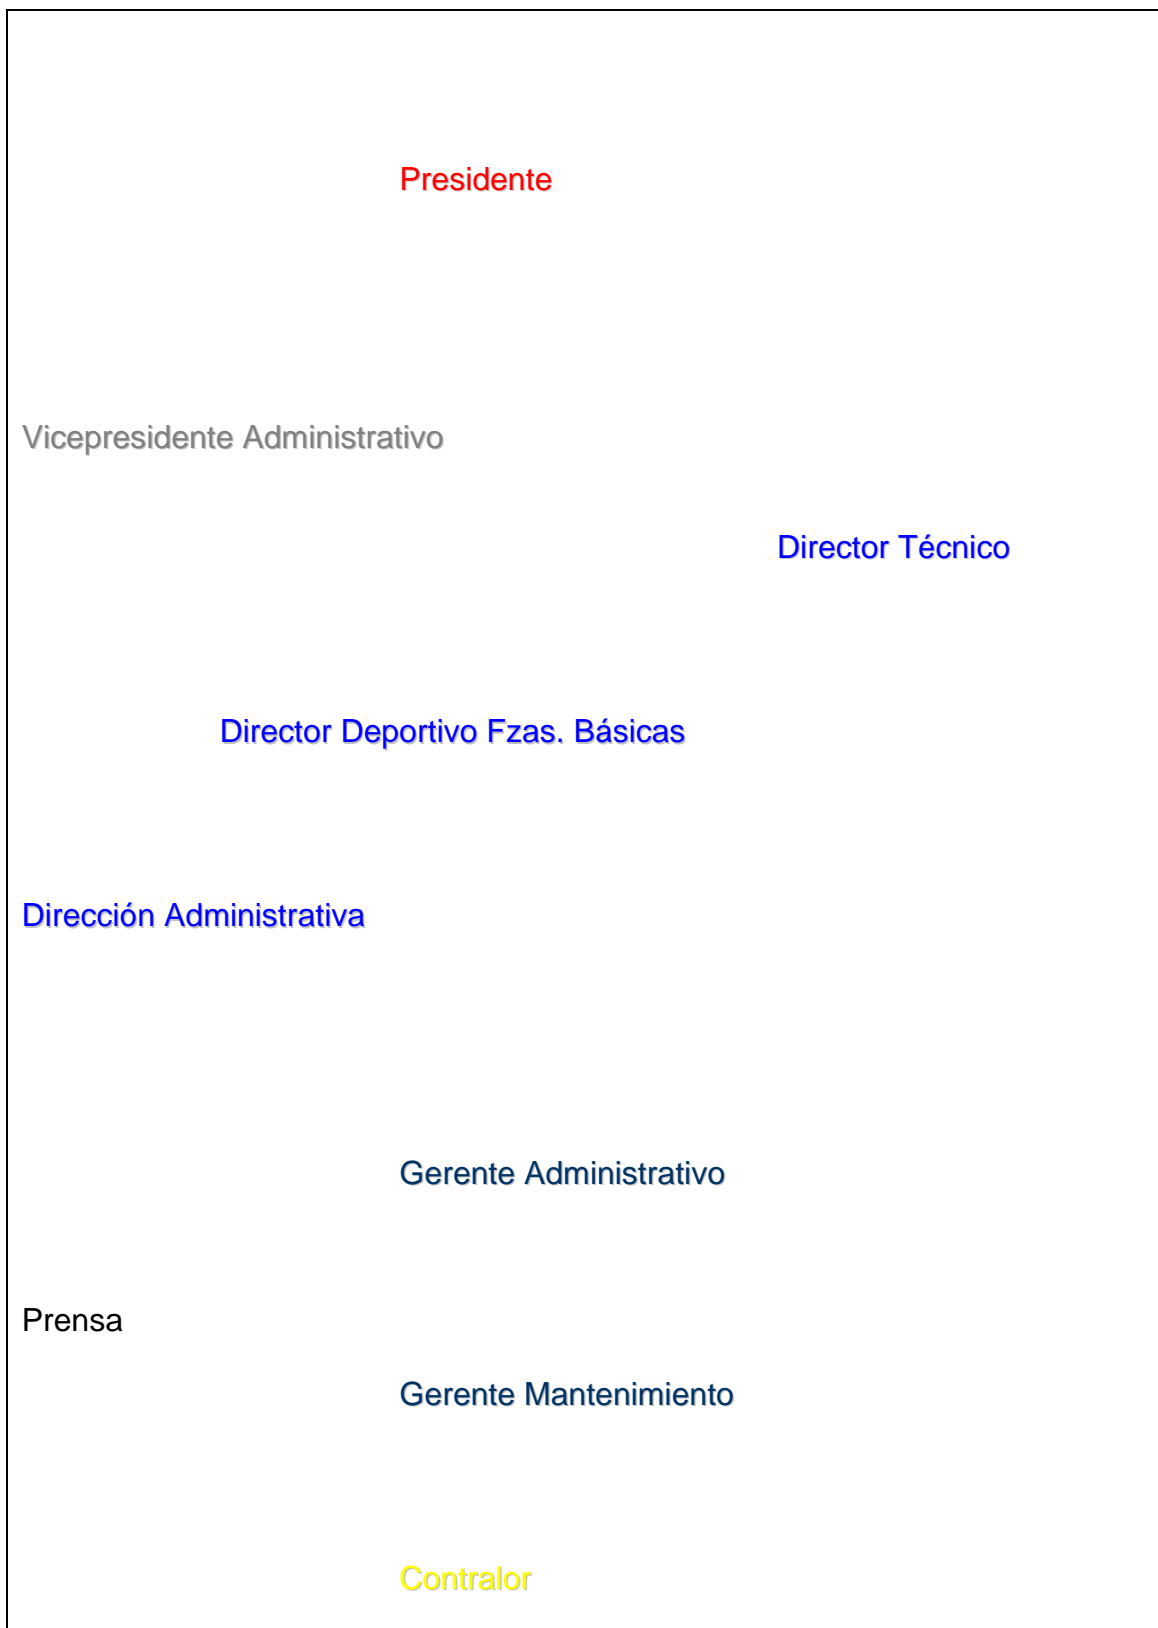 Presidente
Vicepresidente Administrativo
Director Técnico
Director Deportivo Fzas. Básicas
Dirección Administrativa
Gerente Administrativo
Prensa
Gerente Mantenimiento
Contralor